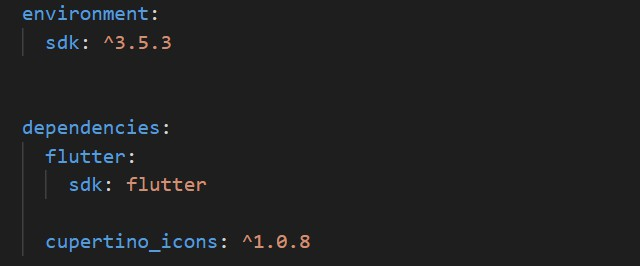 environment:
  sdk: ^3.5.3
dependencies:
  flutter:
    sdk: flutter
  cupertino_icons: ^1.0.8